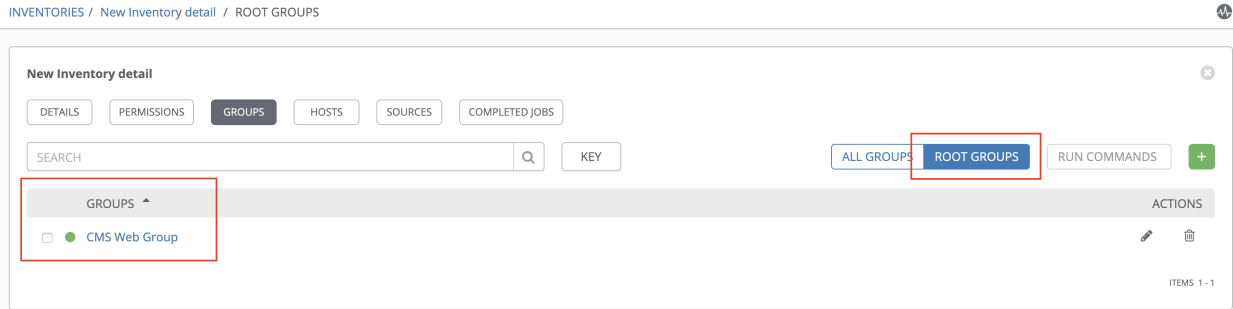 INVENTORIES / New Inventory detail / ROOT GROUPS
New Inventory detail
DETAILS PERMISSIONS GROUPS HOSTS SOURCES COMPLETED JOBS
SEARCH KEY ALL GROUPS ROOT GROUPS RUN COMMANDS +
GROUPS ACTIONS
CMS Web Group
ITEMS 1 - 1